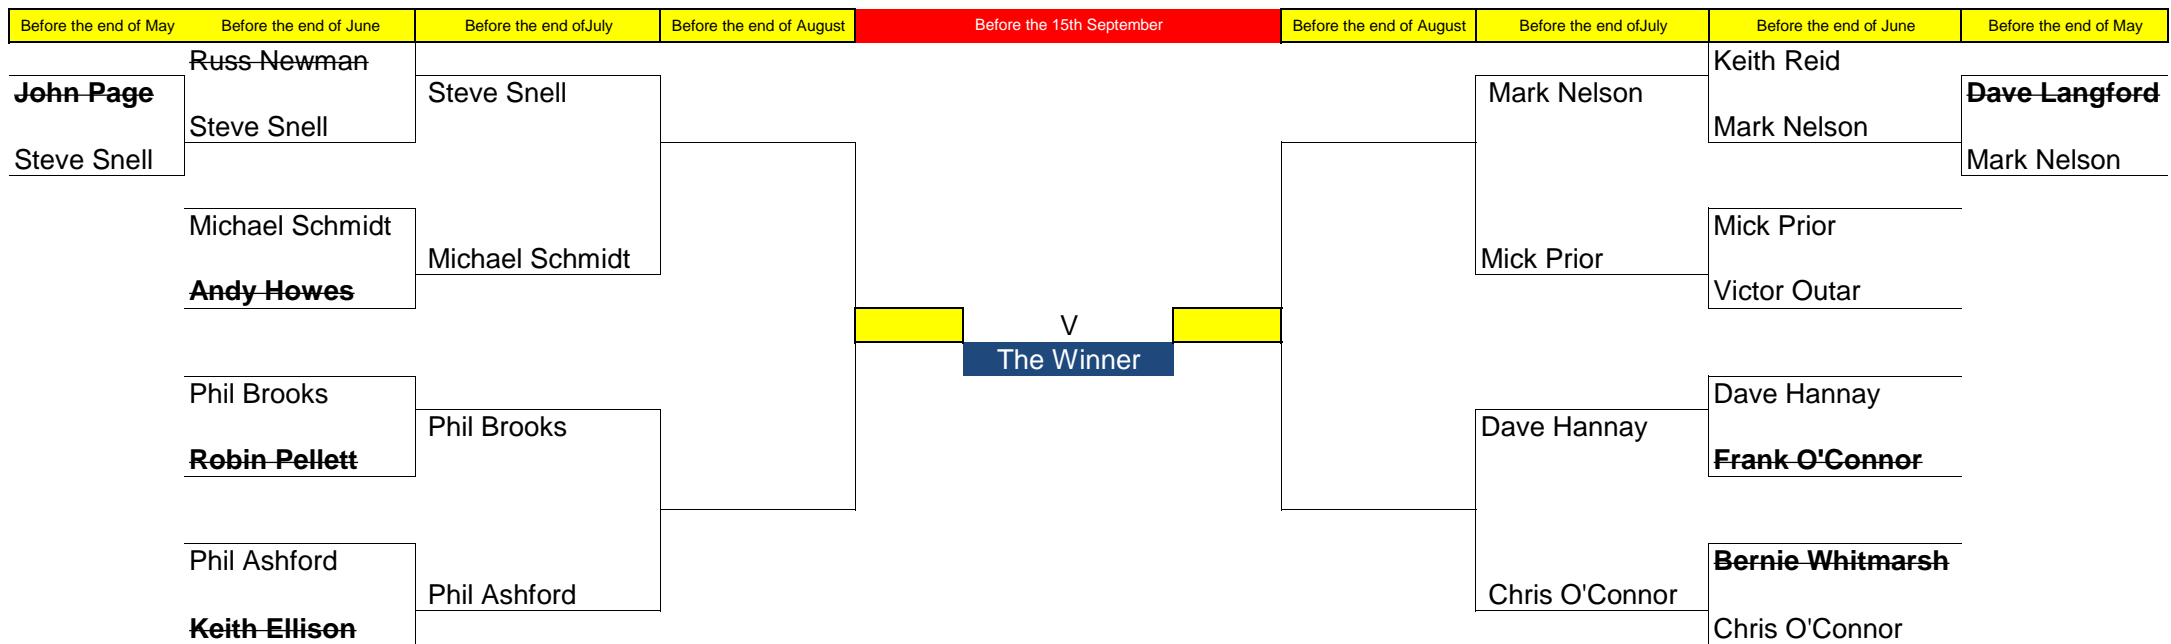 Before the end of May Before the end of June Before the end ofJuly Before the end of August Before the 15th September Before the end of August Before the end ofJuly Before the end of June Before the end of May
Russ Newman Keith Reid
John Page Steve Snell Mark Nelson Dave Langford
Steve Snell Mark Nelson
Steve Snell Mark Nelson
Michael Schmidt Mick Prior
Michael Schmidt Mick Prior
Andy Howes Victor Outar
V
The Winner
Phil Brooks Dave Hannay
Phil Brooks Dave Hannay
Robin Pellett Frank O'Connor
Phil Ashford Bernie Whitmarsh
Phil Ashford Chris O'Connor
Keith Ellison Chris O'Connor